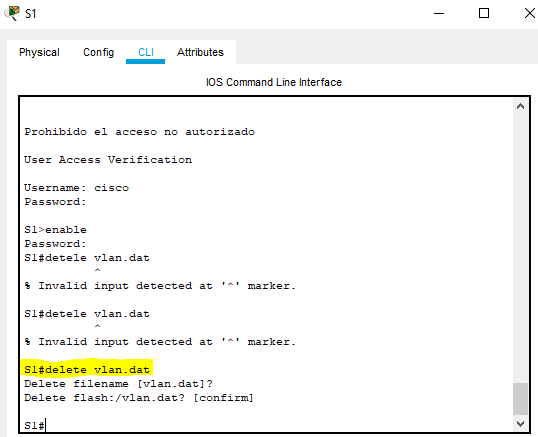 S1
Physical Config CLI Attributes
IOS Command Line Interface
Prohibido el acceso no autorizado
User Access Verification
Username: cisco
Password:
S1>enable
Password:
S1#detele vlan.dat
^
% Invalid input detected at '^' marker.
S1#detele vlan.dat
^
% Invalid input detected at '^' marker.
S1#delete vlan.dat
Delete filename [vlan.dat]?
Delete flash:/vlan.dat? [confirm]
S1#